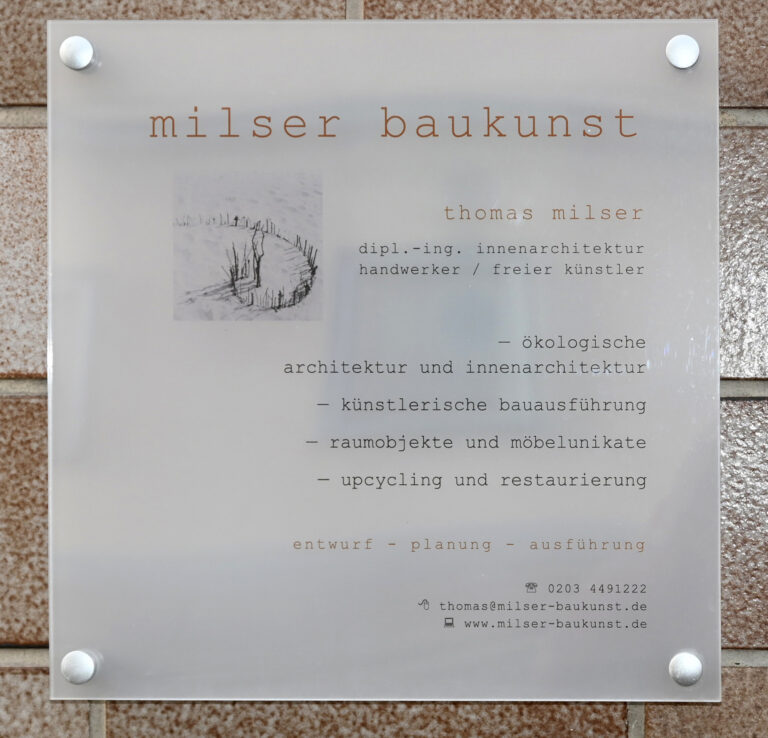 milser baukunst
thomas milser
dipl.-ing. innenarchitektur
handwerker / freier künstler
— ökologische
architektur und innenarchitektur
— künstlerische bauausführung
— raumobjekte und möbelunikate
— upcycling und restaurierung
entwurf - planung - ausführung
☏ 0203 4491222
thomas@milser-baukunst.de
www.milser-baukunst.de